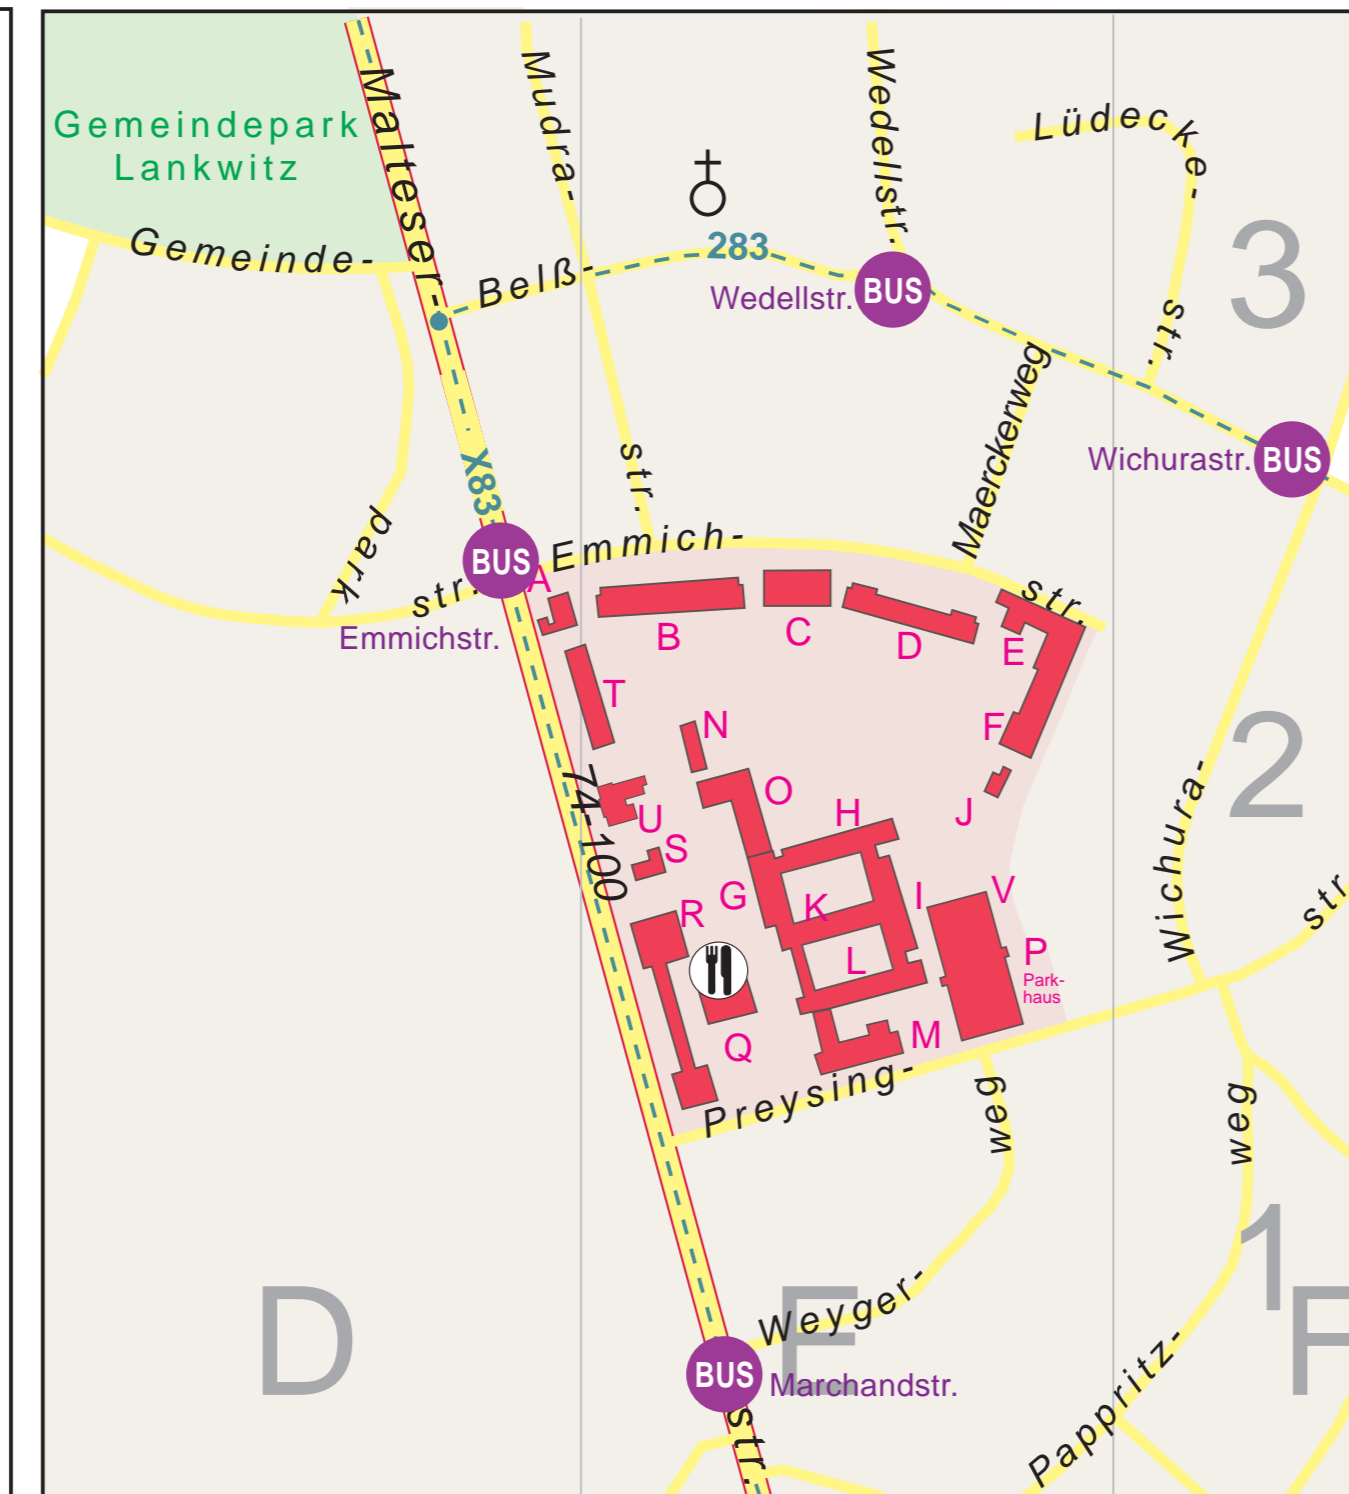 Gemeindepark
Lankwitz
Malteser-
Mudra-
Wedellstr.
Lüdecke-
Gemeinde-
Belß-
283
Wedellstr.
BUS
3
str.
Maerckerweg
Wichurastr.
BUS
X83
str.
park
str.
BUS
Emmichstr.
Emmich-
str.
A
B
C
D
E
T
N
F
O
H
J
U
S
74-100
2
Wichura-
str
G
K
I
V
R
L
P
Park-
haus
Q
M
Preysing-
weg
weg
1
D
E
F
Weyger-
BUS
Marchandstr.
str.
Pappritz-